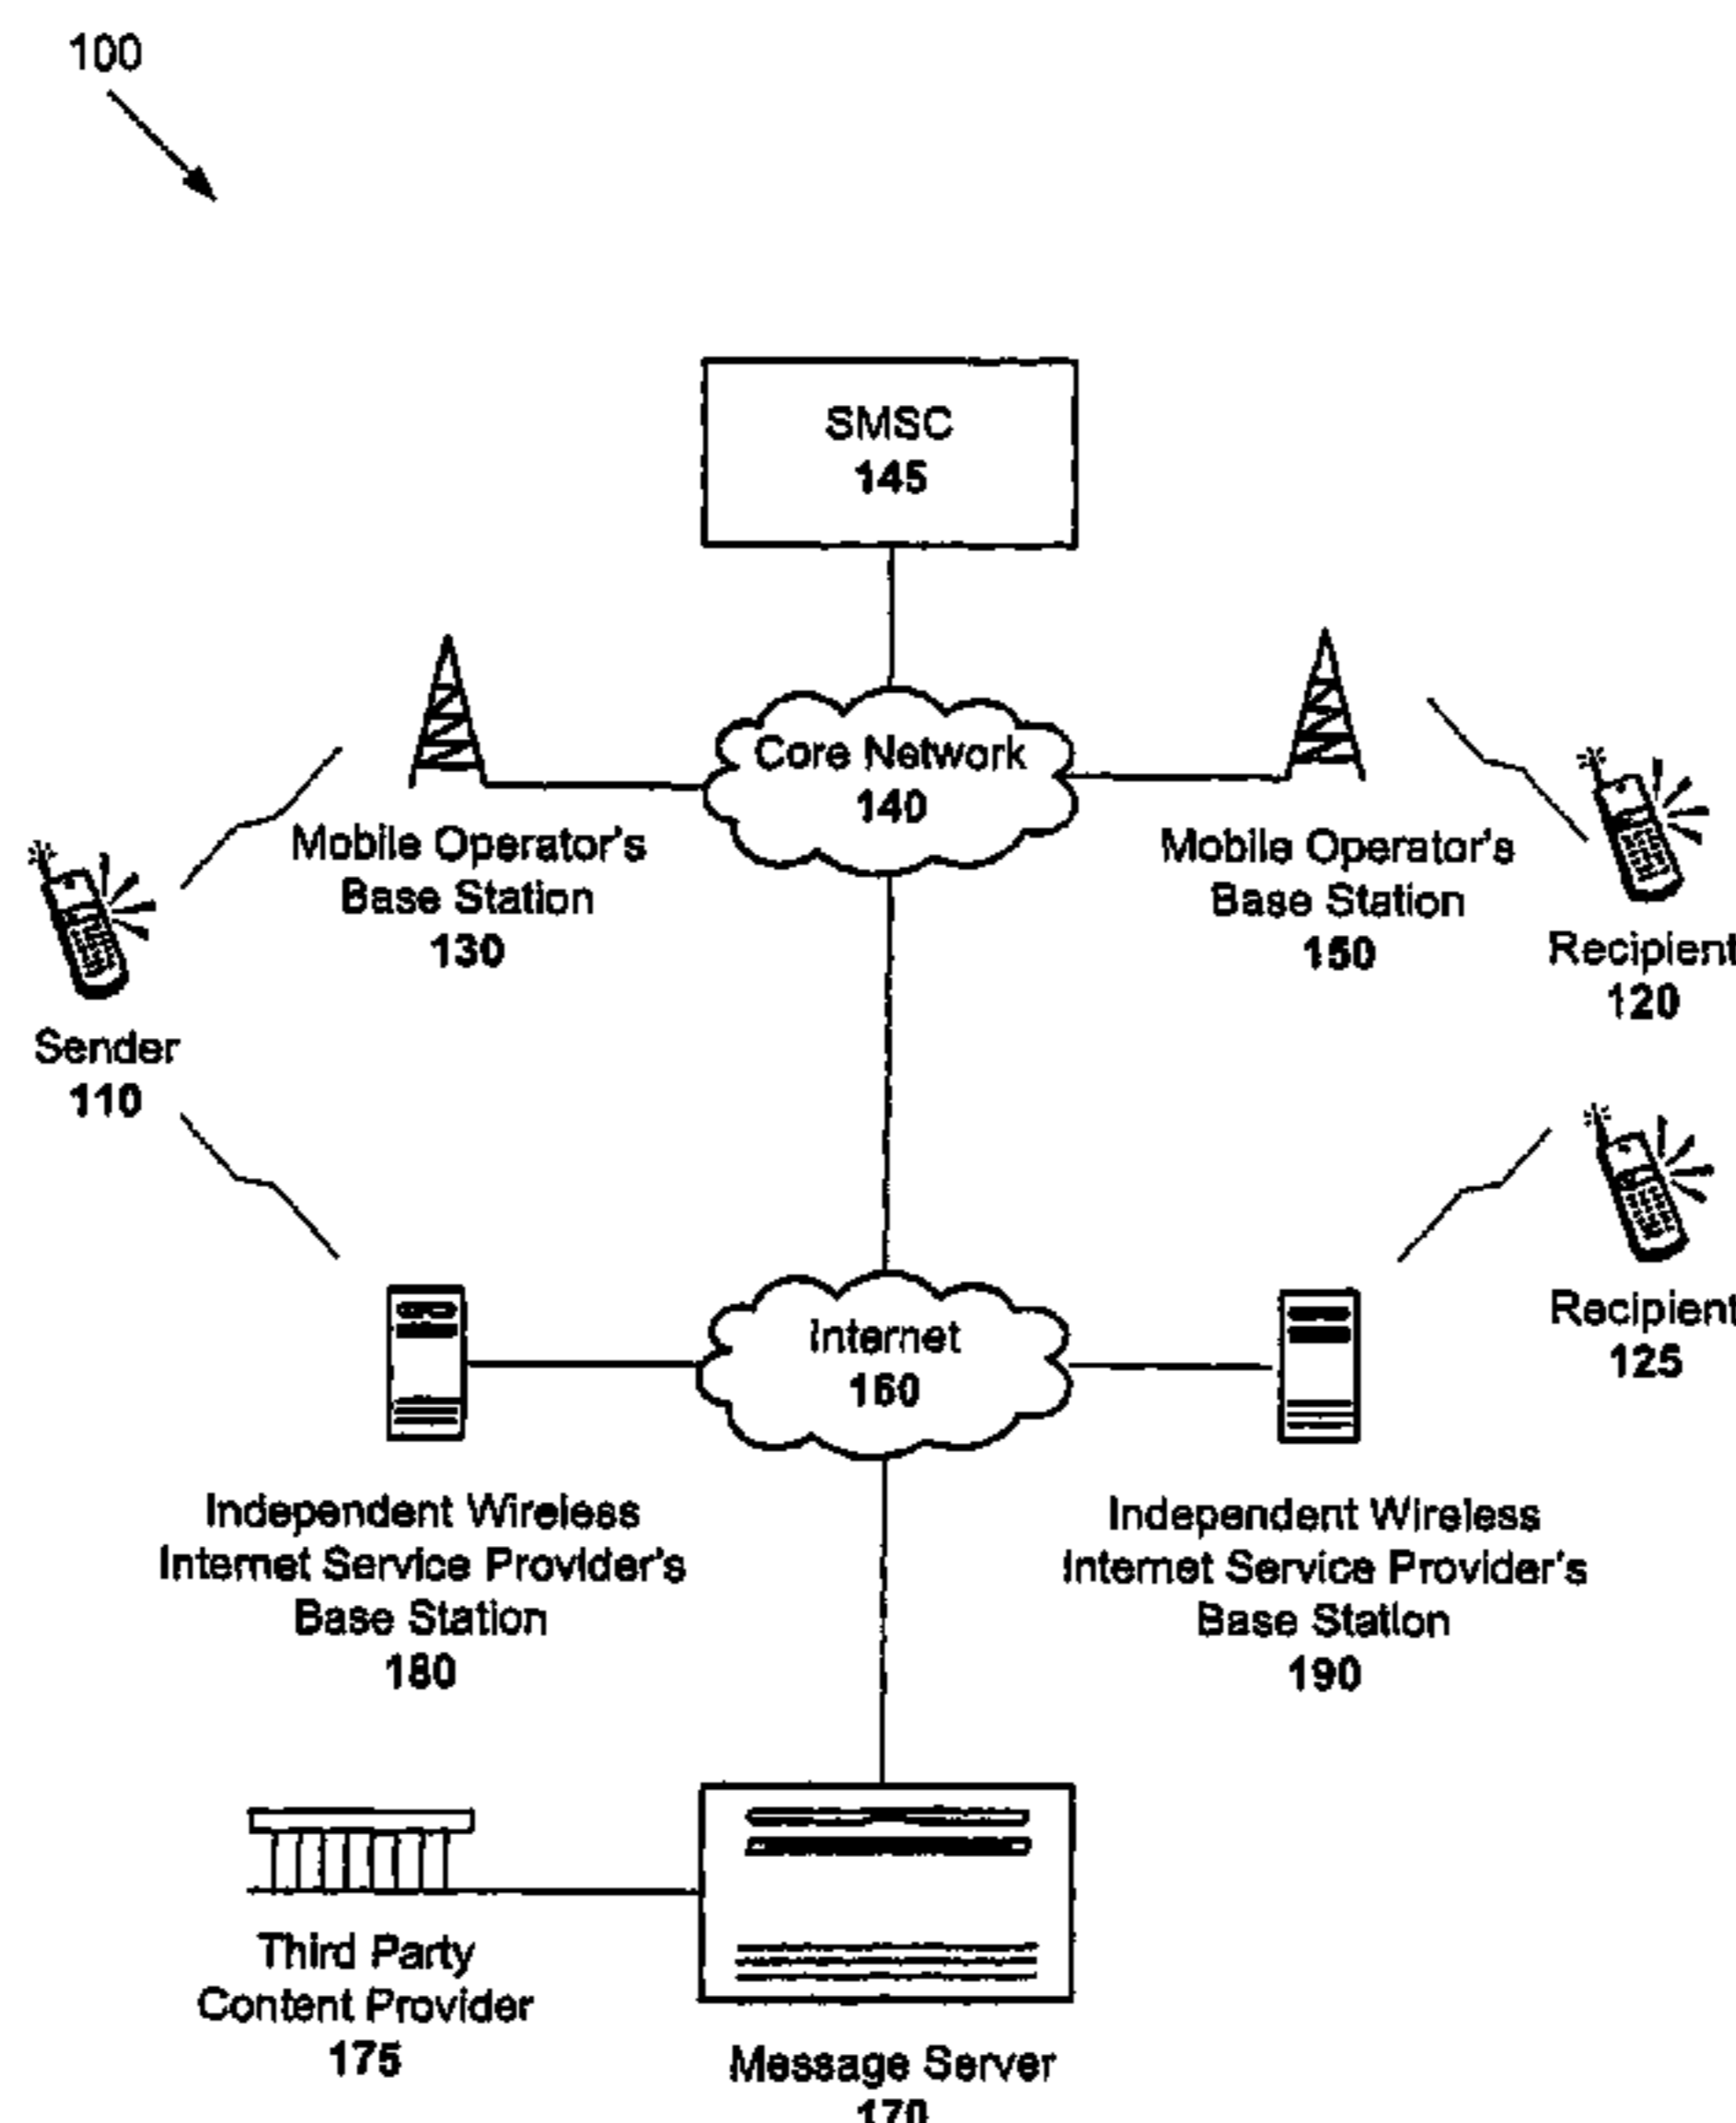 100
SMSC
145
Core Network
140
Mobile Operator's
Base Station
130
Mobile Operator's
Base Station
150
Recipient
120
Sender
110
Recipient
125
Internet
160
Independent Wireless
Internet Service Provider's
Base Station
180
Independent Wireless
Internet Service Provider's
Base Station
190
Third Party
Content Provider
175
Message Server
170